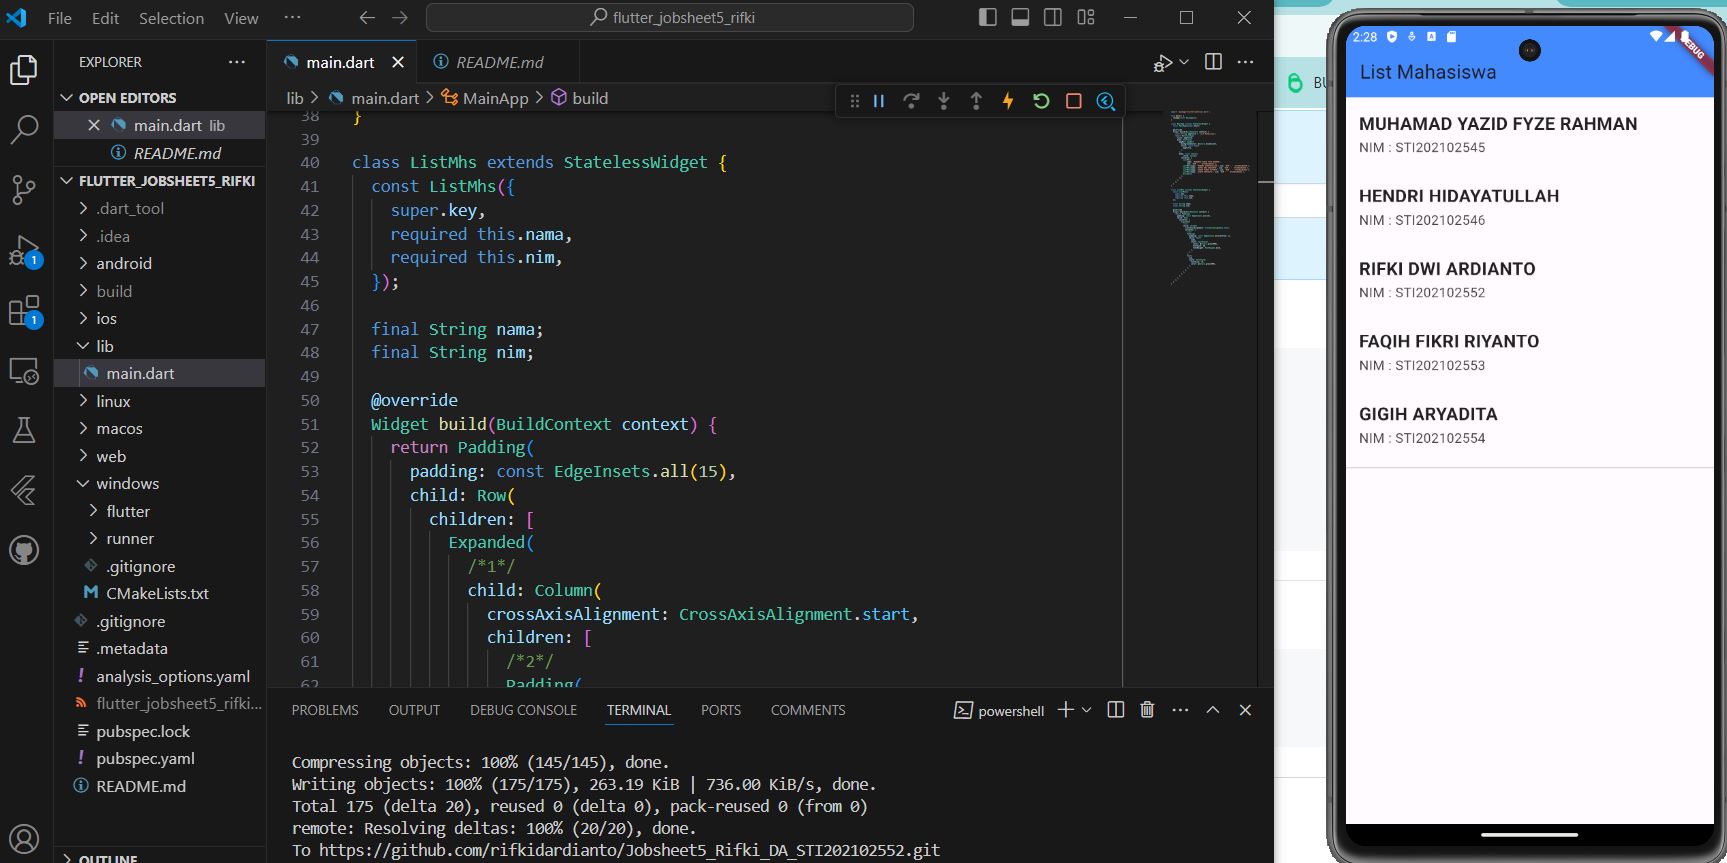 File Edit Selection View ···
flutter_jobsheet5_rifki
EXPLORER
OPEN EDITORS
main.dart lib
README.md
FLUTTER_JOBSHEET5_RIFKI
.dart_tool
.idea
android
build
ios
lib
main.dart
linux
macos
web
windows
flutter
runner
.gitignore
CMakeLists.txt
.gitignore
.metadata
analysis_options.yaml
flutter_jobsheet5_rifki...
pubspec.lock
pubspec.yaml
README.md
OUTLINE
1
1
main.dart
README.md
lib > main.dart > MainApp > build
38 }
39
40 class ListMhs extends StatelessWidget {
41 const ListMhs({
42 super.key,
43 required this.nama,
44 required this.nim,
45 });
46
47 final String nama;
48 final String nim;
49
50 @override
51 Widget build(BuildContext context) {
52 return Padding(
53 padding: const EdgeInsets.all(15),
54 child: Row(
55 children: [
56 Expanded(
57 /*1*/
58 child: Column(
59 crossAxisAlignment: CrossAxisAlignment.start,
60 children: [
61 /*2*/
62 Padding(
PROBLEMS OUTPUT DEBUG CONSOLE TERMINAL PORTS COMMENTS
powershell
Compressing objects: 100% (145/145), done.
Writing objects: 100% (175/175), 263.19 KiB | 736.00 KiB/s, done.
Total 175 (delta 20), reused 0 (delta 0), pack-reused 0 (from 0)
remote: Resolving deltas: 100% (20/20), done.
To https://github.com/rifkidardianto/Jobsheet5_Rifki_DA_STI202102552.git
2:28
DEBUG
List Mahasiswa
MUHAMAD YAZID FYZE RAHMAN
NIM : STI202102545
HENDRI HIDAYATULLAH
NIM : STI202102546
RIFKI DWI ARDIANTO
NIM : STI202102552
FAQIH FIKRI RIYANTO
NIM : STI202102553
GIGIH ARYADITA
NIM : STI202102554